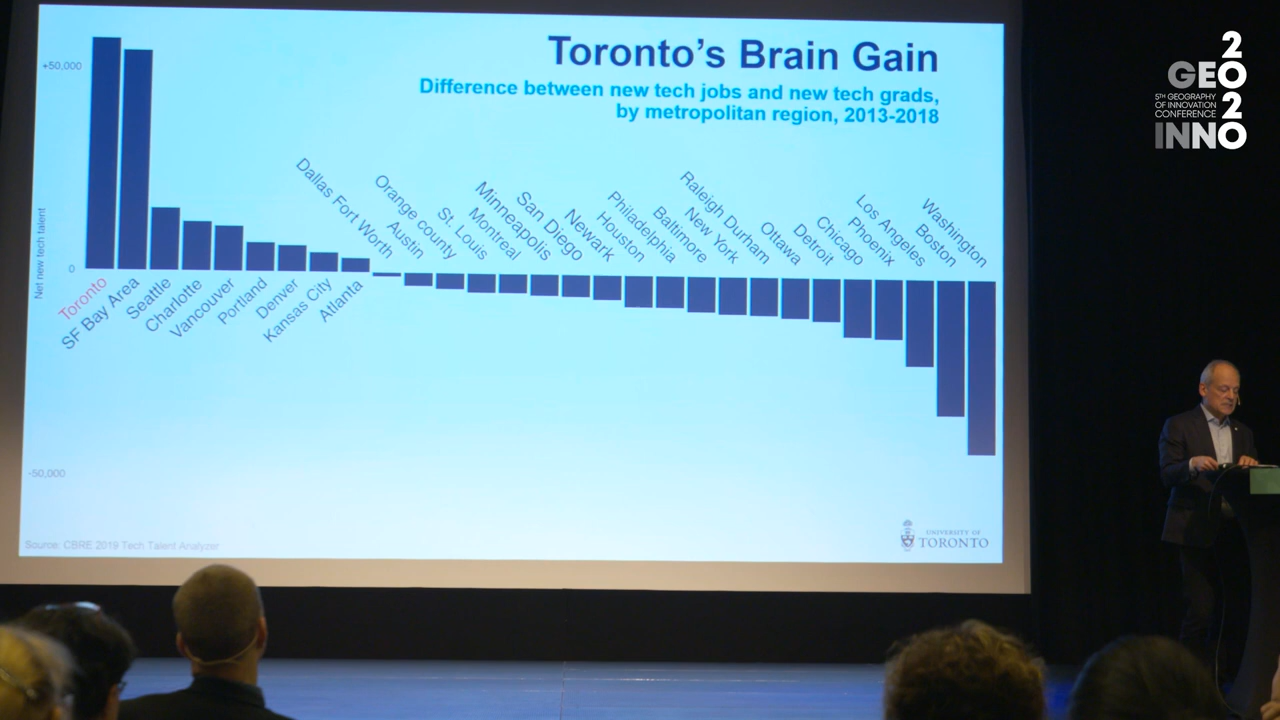 Toronto's Brain Gain
Difference between new tech jobs and new tech grads,
by metropolitan region, 2013-2018
+50,000
0
-50,000
Net new tech talent
Toronto
SF Bay Area
Seattle
Charlotte
Vancouver
Portland
Denver
Kansas City
Atlanta
Dallas Fort Worth
Austin
Orange county
St. Louis
Montreal
Minneapolis
San Diego
Newark
Houston
Philadelphia
Baltimore
New York
Raleigh Durham
Ottawa
Detroit
Chicago
Phoenix
Los Angeles
Boston
Washington
Source: CBRE 2019 Tech Talent Analyzer
UNIVERSITY OF
TORONTO
2
GEO
5TH GEOGRAPHY
OF INNOVATION
CONFERENCE
2
INNO